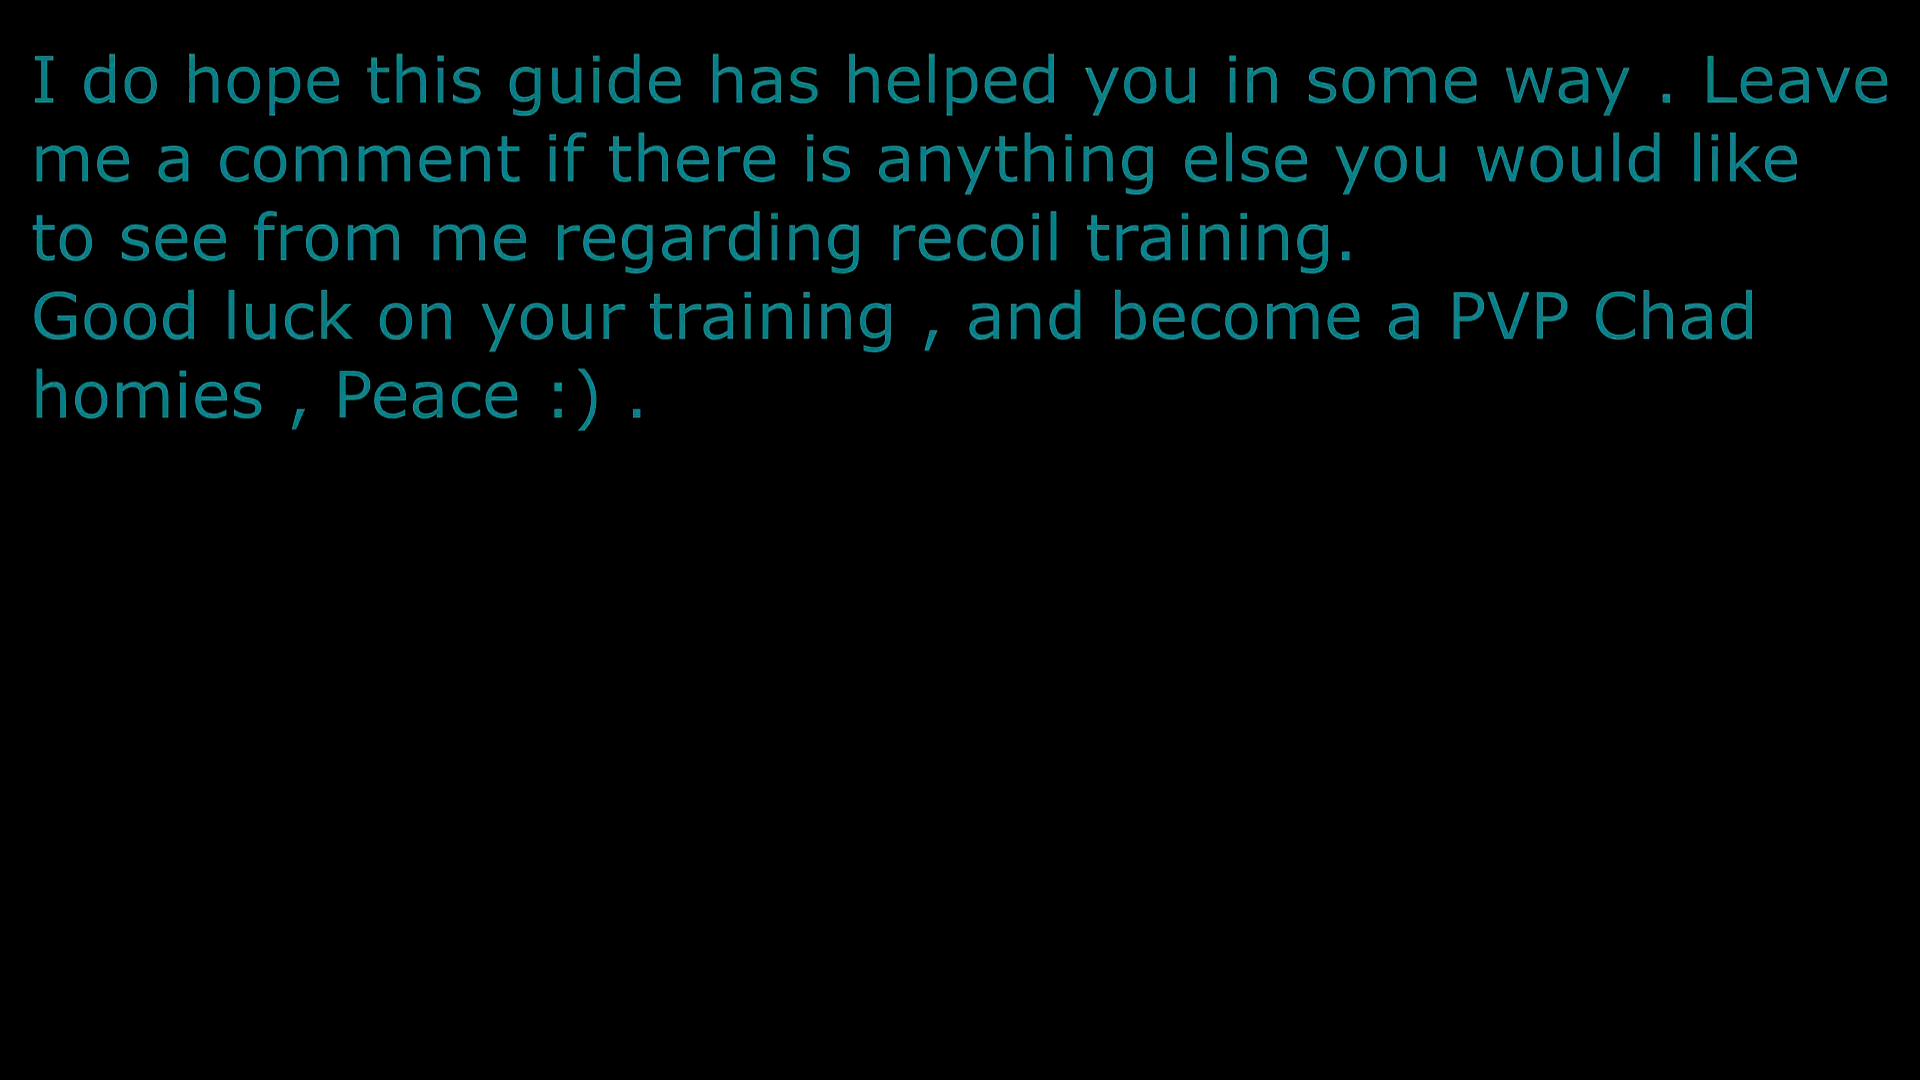 I do hope this guide has helped you in some way . Leave
me a comment if there is anything else you would like
to see from me regarding recoil training.
Good luck on your training , and become a PVP Chad
homies , Peace :) .